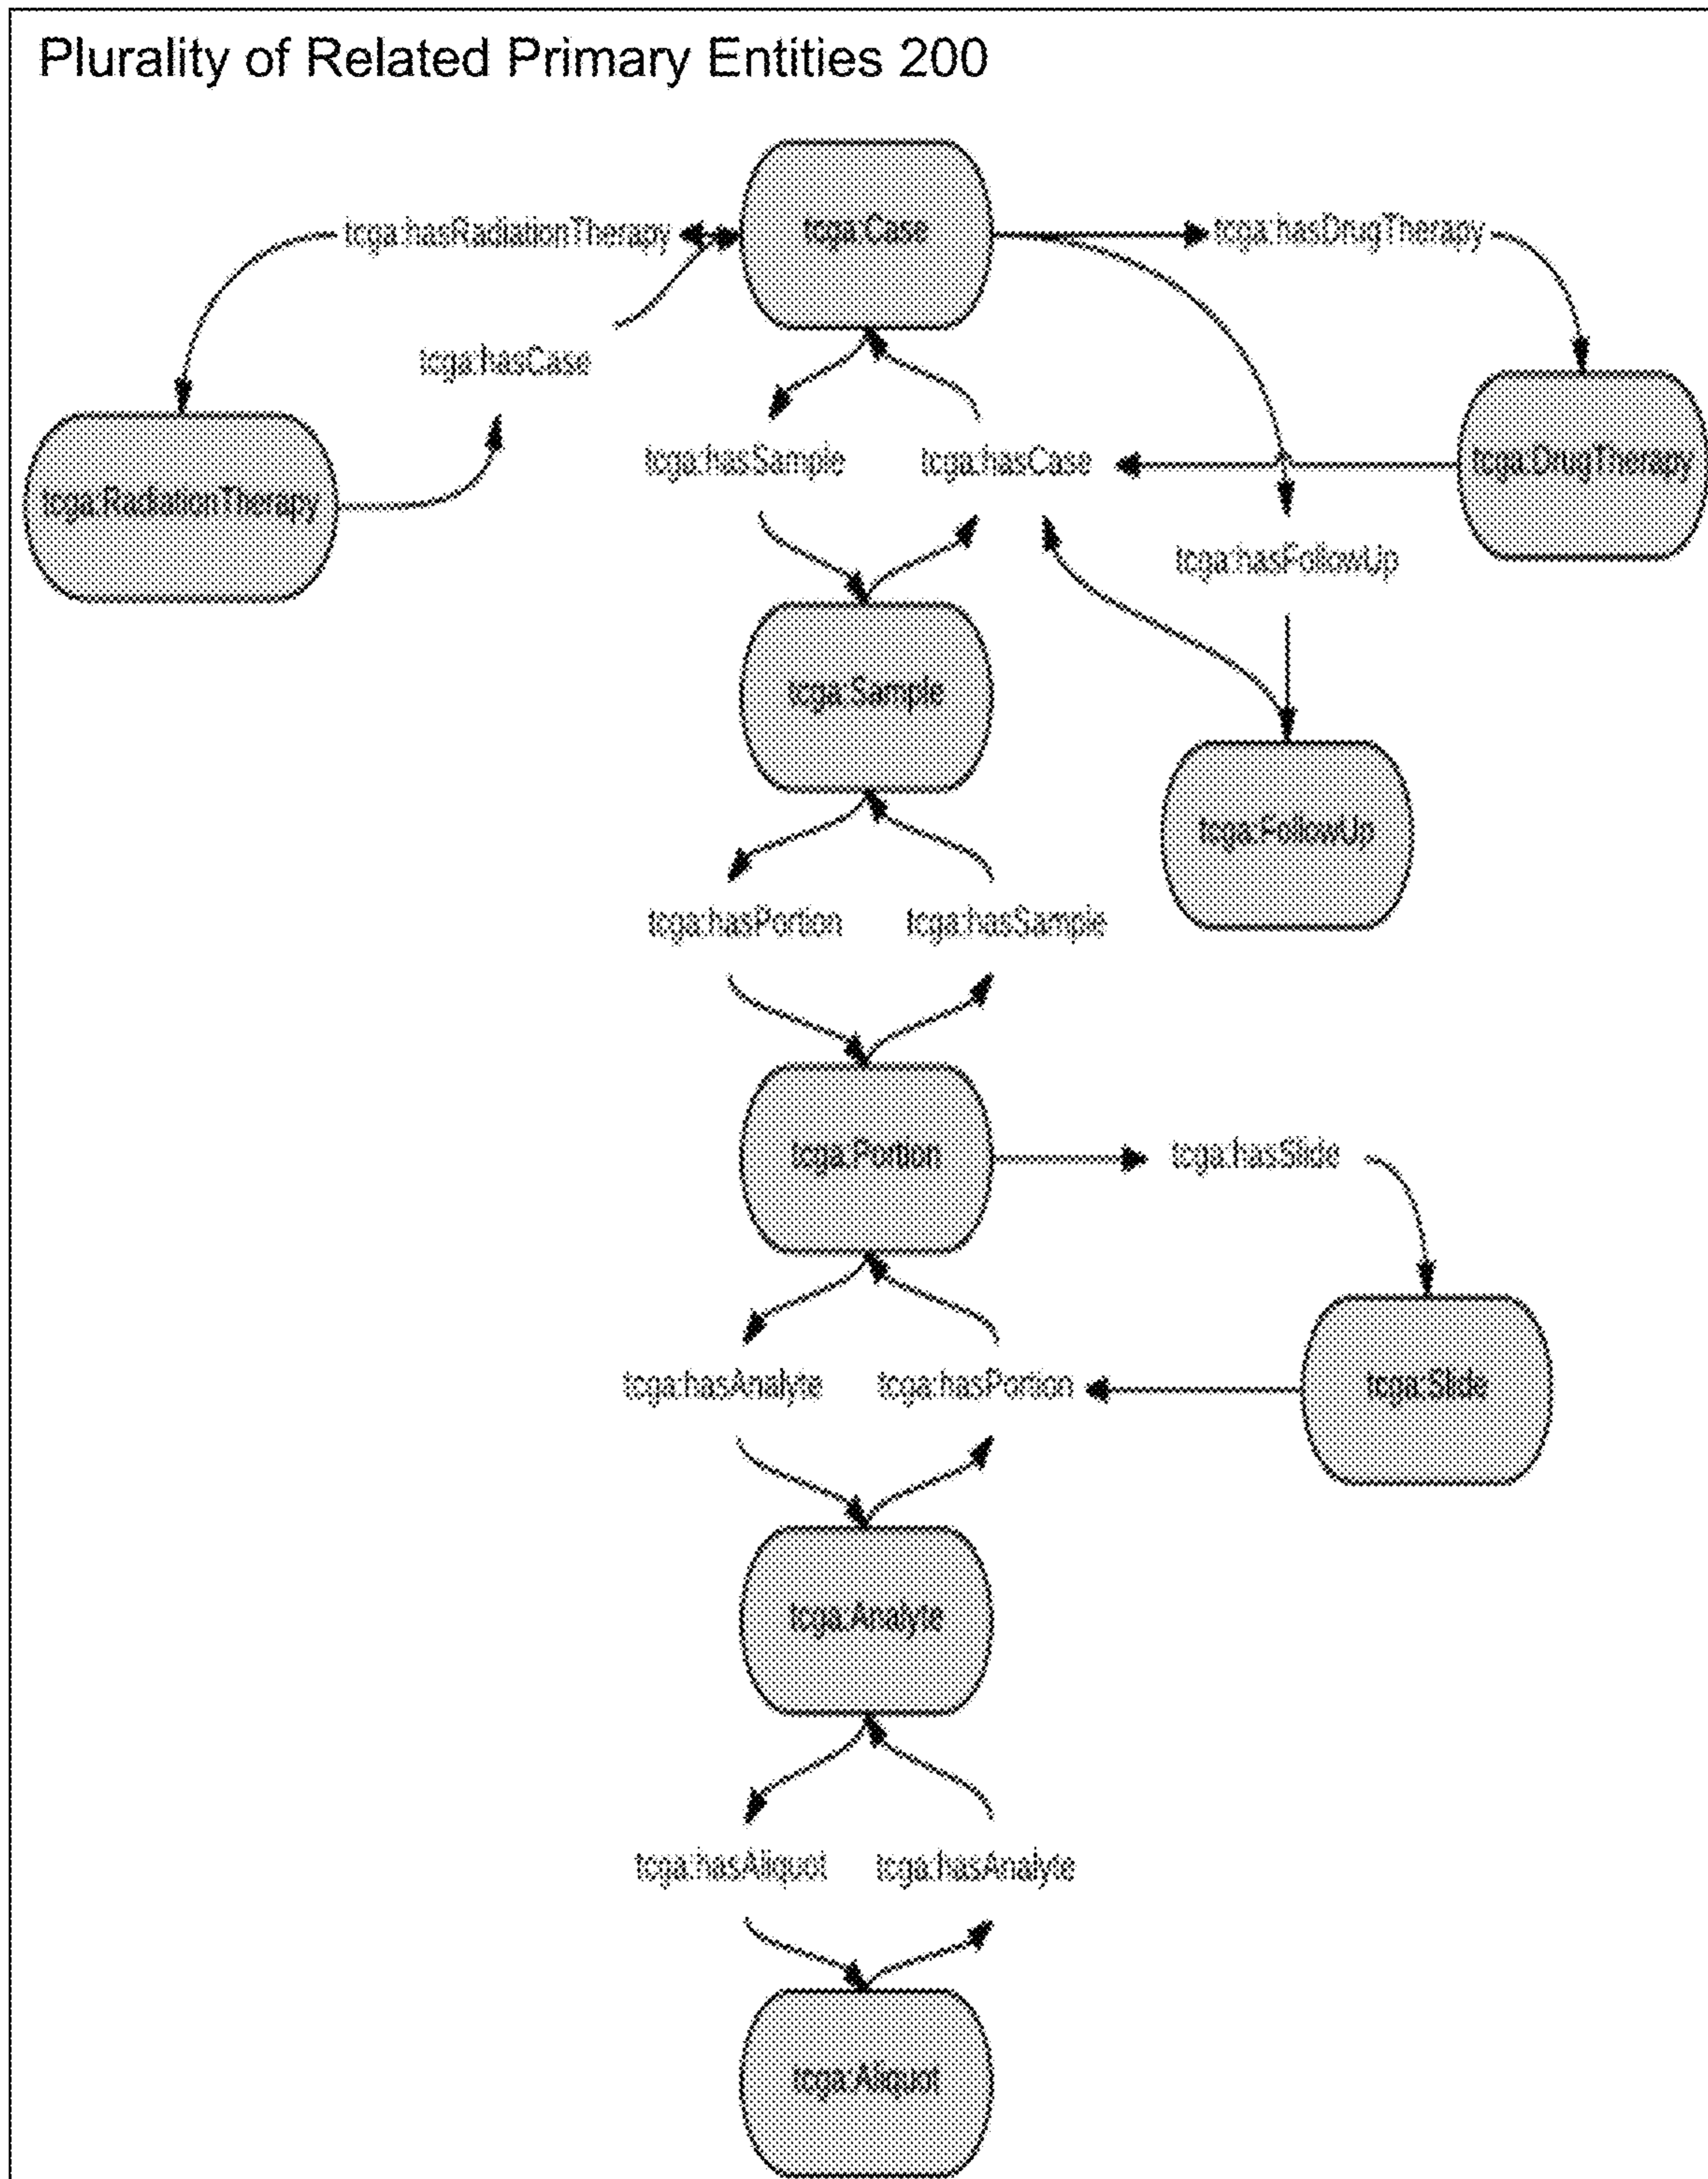 Plurality of Related Primary Entities 200
tcga:hasRadiationTherapy
tcga:Case
tcga:hasDrugTherapy
tcga:hasCase
tcga:hasSample
tcga:hasCase
tcga:DrugTherapy
tcga:RadiationTherapy
tcga:hasFollowUp
tcga:Sample
tcga:FollowUp
tcga:hasPortion
tcga:hasSample
tcga:Portion
tcga:hasSlide
tcga:hasAnalyte
tcga:hasPortion
tcga:Slide
tcga:Analyte
tcga:hasAliquot
tcga:hasAnalyte
tcga:Aliquot